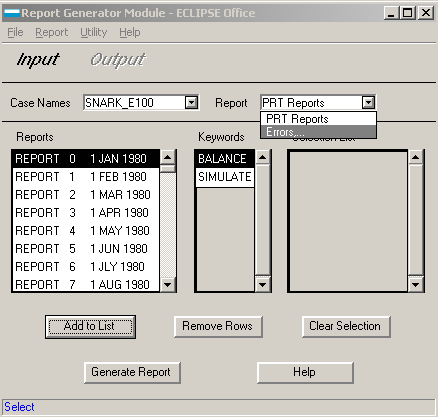 Report Generator Module - ECLIPSE Office
File Report Utility Help
Input Output
Case Names SNARK_E100 Report PRT Reports
PRT Reports
Errors....
Reports Keywords Selection List
REPORT 0 1 JAN 1980 BALANCE
REPORT 1 1 FEB 1980 SIMULATE
REPORT 2 1 MAR 1980
REPORT 3 1 APR 1980
REPORT 4 1 MAY 1980
REPORT 5 1 JUN 1980
REPORT 6 1 JLY 1980
REPORT 7 1 AUG 1980
Add to List Remove Rows Clear Selection
Generate Report Help
Select